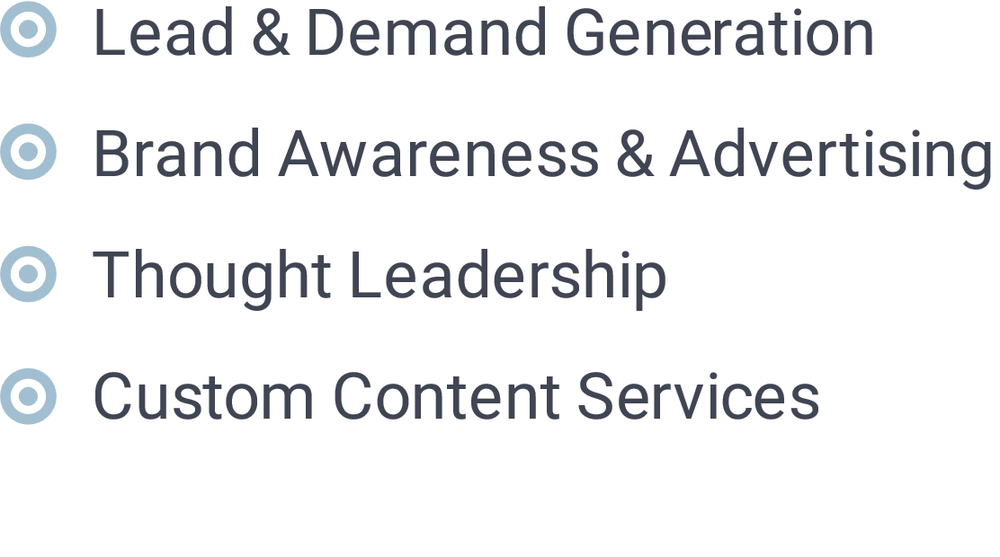 Lead & Demand Generation
Brand Awareness & Advertising
Thought Leadership
Custom Content Services